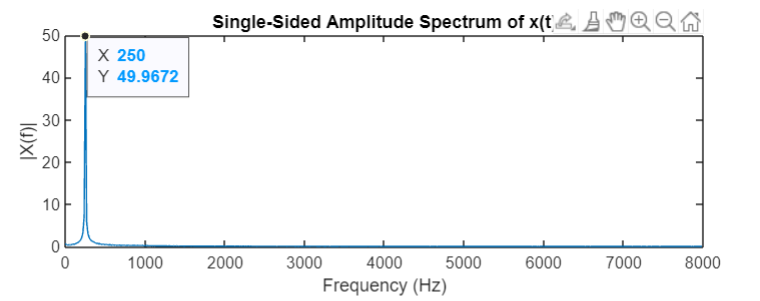 Single-Sided Amplitude Spectrum of x(t
50
X 250
Y 49.9672
40
30
20
10
0
|X(f)|
0 1000 2000 3000 4000 5000 6000 7000 8000
Frequency (Hz)